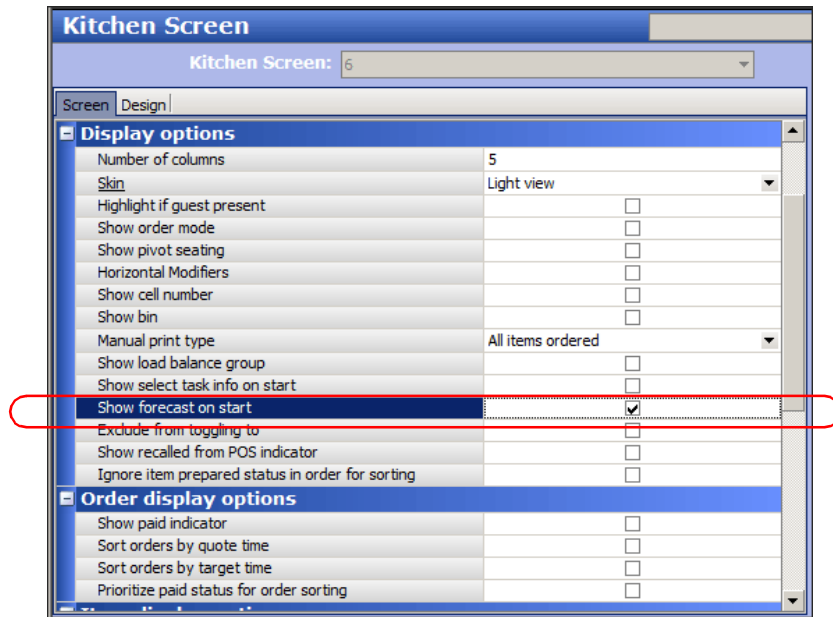 Kitchen Screen
Kitchen Screen: 6
Screen Design
Display options
Number of columns 5
Skin Light view
Highlight if guest present
Show order mode
Show pivot seating
Horizontal Modifiers
Show cell number
Show bin
Manual print type All items ordered
Show load balance group
Show select task info on start
Show forecast on start
Exclude from toggling to
Show recalled from POS indicator
Ignore item prepared status in order for sorting
Order display options
Show paid indicator
Sort orders by quote time
Sort orders by target time
Prioritize paid status for order sorting